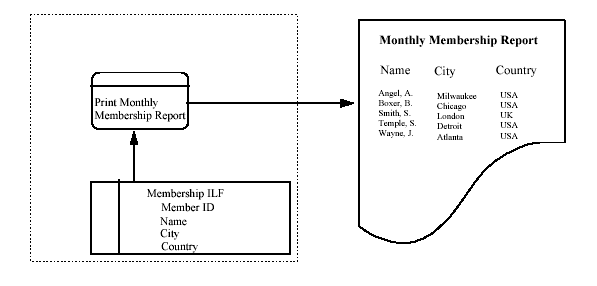 Print Monthly
Membership Report
Membership ILF
Member ID
Name
City
Country
Monthly Membership Report
Name City Country
Angel, A. Milwaukee USA
Boxer, B. Chicago USA
Smith, S. London UK
Temple, S. Detroit USA
Wayne, J. Atlanta USA